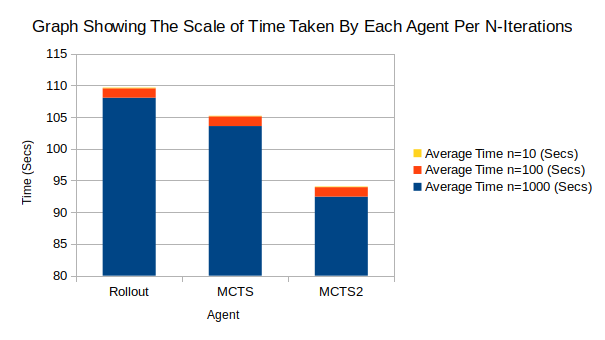 Graph Showing The Scale of Time Taken By Each Agent Per N-Iterations
115
110
105
100
95
90
85
80
Time (Secs)
Rollout
MCTS
MCTS2
Agent
Average Time n=10 (Secs)
Average Time n=100 (Secs)
Average Time n=1000 (Secs)